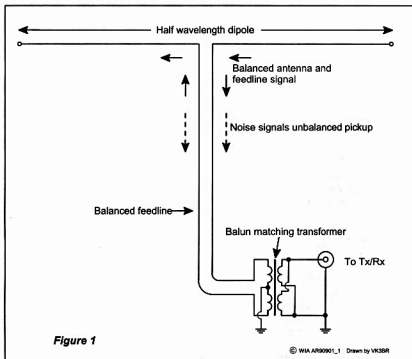 Half wavelength dipole
Balanced antenna and
feedline signal
Noise signals unbalanced pickup
Balanced feedline
Balun matching transformer
To Tx/Rx
Figure 1
© WIA AR90901_1 Drawn by VK3BR